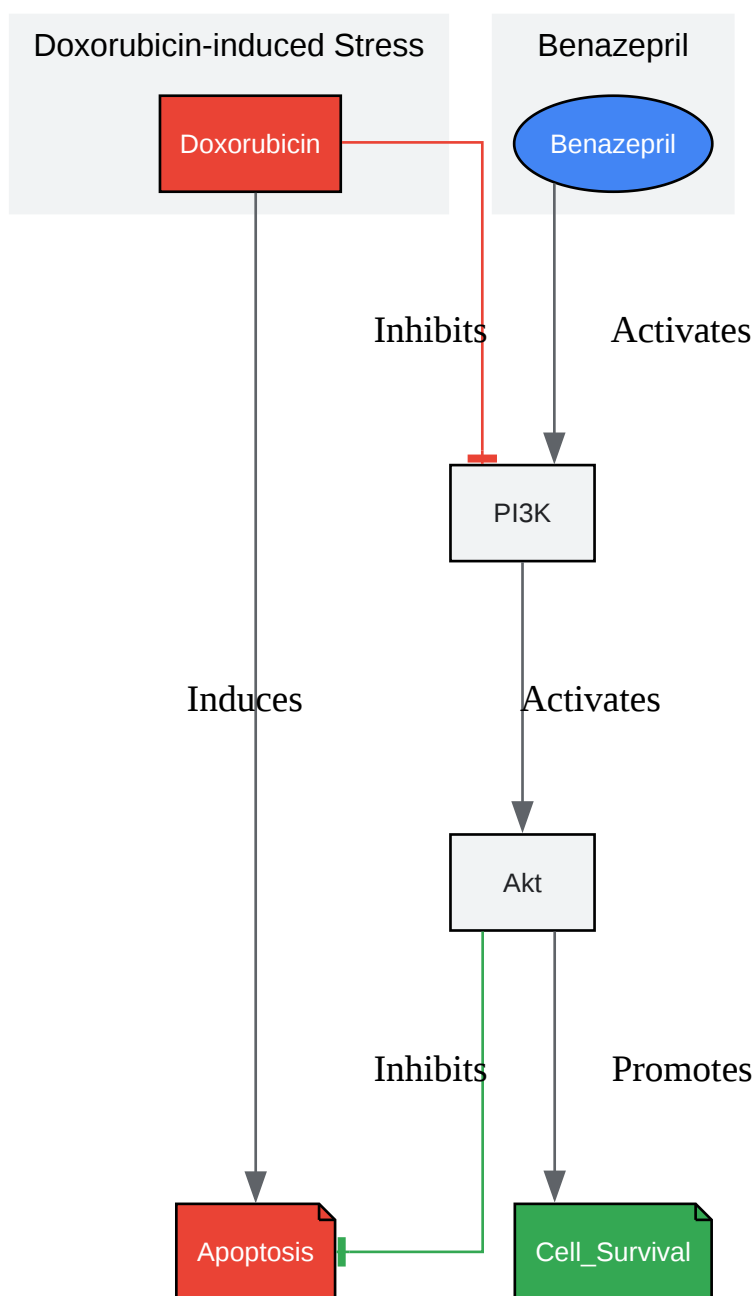 Doxorubicin-induced Stress
Benazepril
Doxorubicin
Benazepril
Inhibits
Activates
PI3K
Induces
Activates
Akt
Inhibits
Promotes
Apoptosis
Cell_Survival